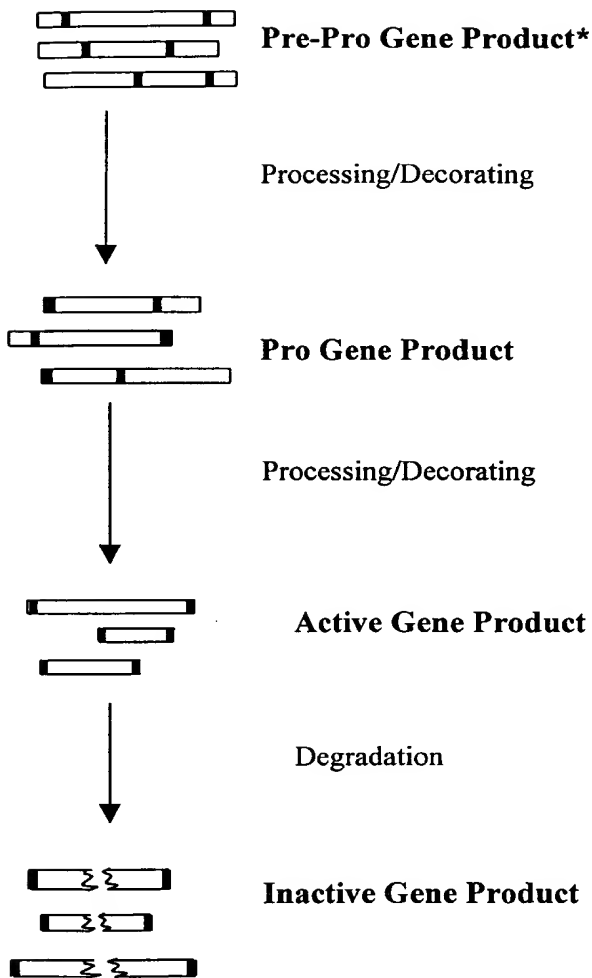 Pre-Pro Gene Product*
Processing/Decorating
Pro Gene Product
Processing/Decorating
Active Gene Product
Degradation
Inactive Gene Product